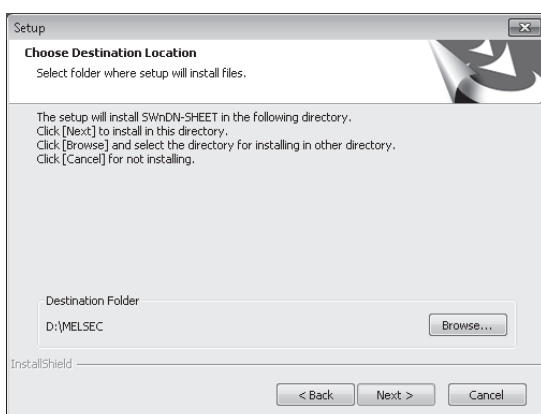 Setup
Choose Destination Location
Select folder where setup will install files.
The setup will install SWnDN-SHEET in the following directory.
Click [Next] to install in this directory.
Click [Browse] and select the directory for installing in other directory.
Click [Cancel] for not installing.
Destination Folder
D:\MELSEC
Browse...
InstallShield
< Back
Next >
Cancel